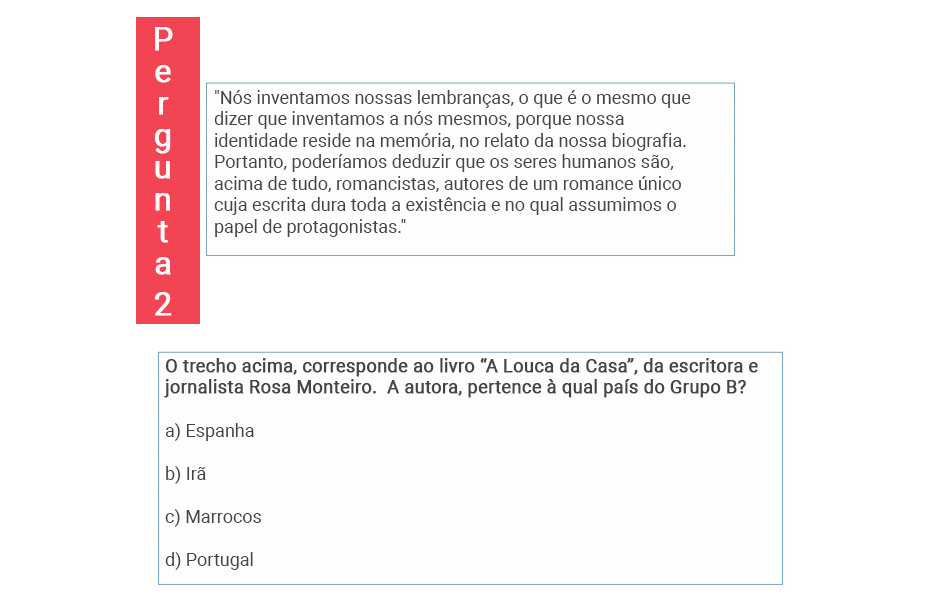 Pergunta 2
"Nós inventamos nossas lembranças, o que é o mesmo que
dizer que inventamos a nós mesmos, porque nossa
identidade reside na memória, no relato da nossa biografia.
Portanto, poderíamos deduzir que os seres humanos são,
acima de tudo, romancistas, autores de um romance único
cuja escrita dura toda a existência e no qual assumimos o
papel de protagonistas."
O trecho acima, corresponde ao livro “A Louca da Casa”, da escritora e
jornalista Rosa Monteiro.  A autora, pertence à qual país do Grupo B?
a) Espanha
b) Irã
c) Marrocos
d) Portugal